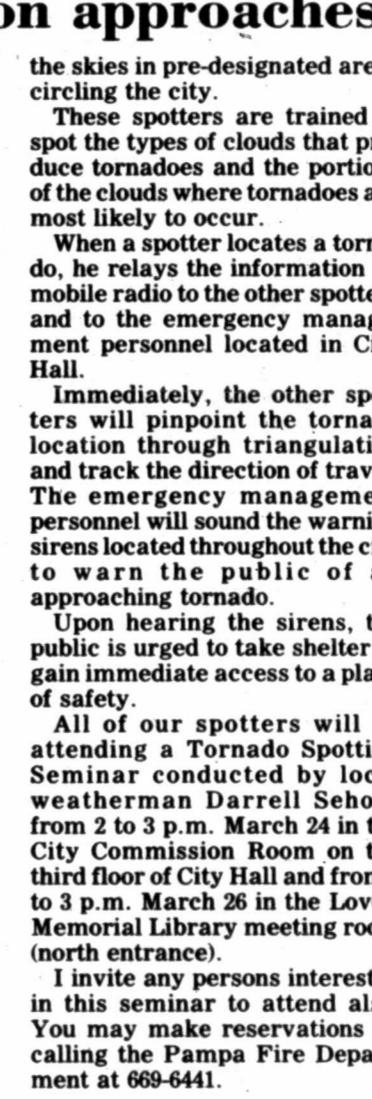 on approaches
the skies in pre-designated are
circling the city.
These spotters are trained
spot the types of clouds that pr
duce tornadoes and the portio
of the clouds where tornadoes a
most likely to occur.
When a spotter locates a torn
do, he relays the information
mobile radio to the other spotte
and to the emergency manag
ment personnel located in Ci
Hall.
Immediately, the other sp
ters will pinpoint the torna
location through triangulati
and track the direction of trav
The emergency manageme
personnel will sound the warni
sirens located throughout the c
to warn the public of a
approaching tornado.
Upon hearing the sirens, t
public is urged to take shelter
gain immediate access to a pla
of safety.
All of our spotters will
attending a Tornado Spotti
Seminar conducted by loc
weatherman Darrell Seho
from 2 to 3 p.m. March 24 in t
City Commission Room on t
third floor of City Hall and from
to 3 p.m. March 26 in the Lov
Memorial Library meeting roo
(north entrance).
I invite any persons interest
in this seminar to attend als
You may make reservations
calling the Pampa Fire Depa
ment at 669-6441.